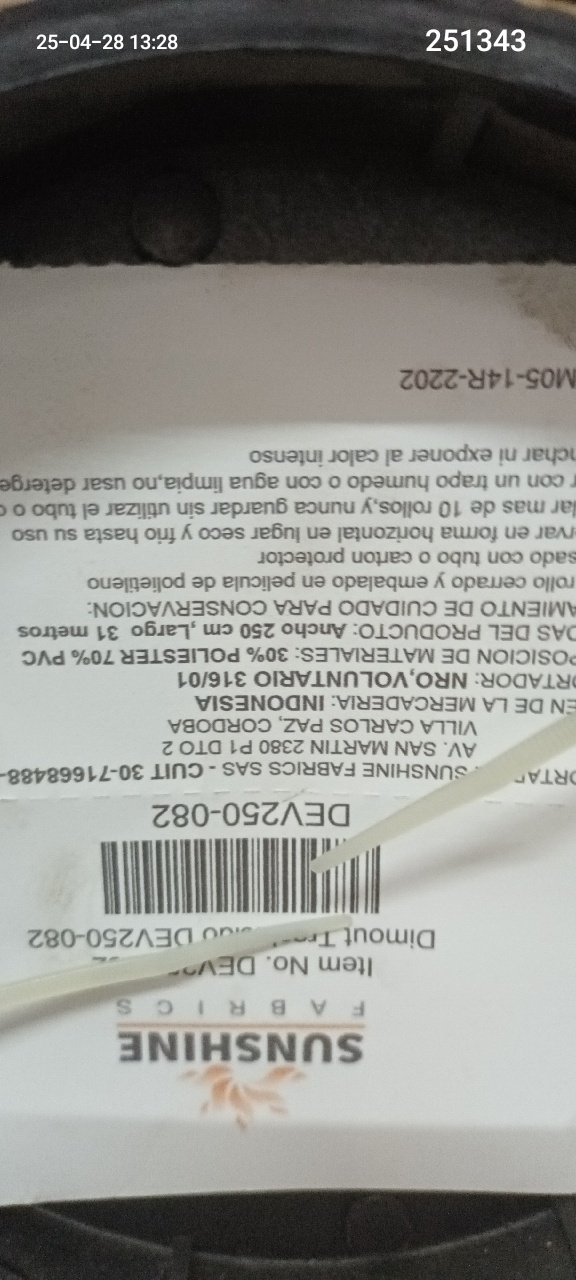 25-04-28 13:28
251343
SUNSHINE
FABRICS
Item No.
Dimout DEV250-082
DEV250-082
SUNSHINE FABRICS SAS - CUIT 30-71668488-
AV. SAN MARTIN 2380 P1 DTO 2
VILLA CARLOS PAZ, CORDOBA
EN DE LA MERCADERIA: INDONESIA
ORTADOR: NRO,VOLUNTARIO 316/01
POSICION DE MATERIALES: 30% POLIESTER 70% PVC
DAS DEL PRODUCTO: Ancho 250 cm ,Largo 31 metros
AMIENTO DE CUIDADO PARA CONSERVACION:
rollo cerrado y embalado en pelicula de polietileno
sado con tubo o carton protector
rvar en forma horizontal en lugar seco y frio hasta su uso
lar mas de 10 rollos,y nunca guardar sin utilizar el tubo o c
r con un trapo humedo o con agua limpia,no usar deterge
nchar ni exponer al calor intenso
M05-14R-2202